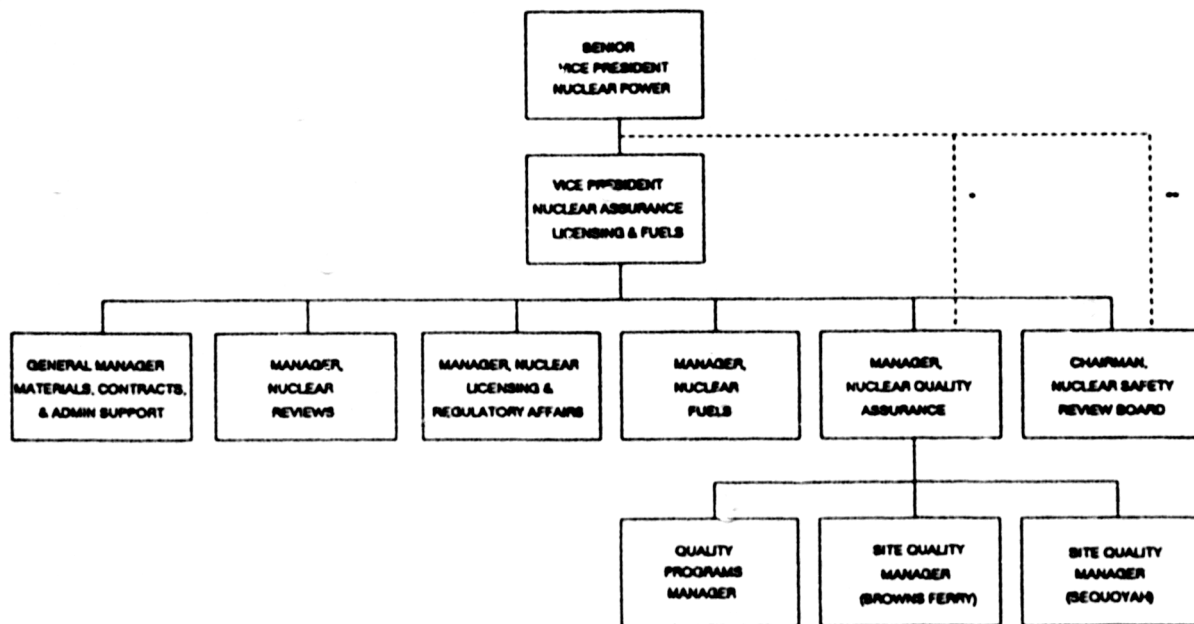 SENIOR
VICE PRESIDENT
NUCLEAR POWER
VICE PRESIDENT
NUCLEAR ASSURANCE
LICENSING & FUELS
*
**
GENERAL MANAGER
MATERIALS, CONTRACTS,
& ADMIN SUPPORT
MANAGER,
NUCLEAR
REVIEWS
MANAGER, NUCLEAR
LICENSING &
REGULATORY AFFAIRS
MANAGER,
NUCLEAR
FUELS
MANAGER,
NUCLEAR QUALITY
ASSURANCE
CHAIRMAN,
NUCLEAR SAFETY
REVIEW BOARD
QUALITY
PROGRAMS
MANAGER
SITE QUALITY
MANAGER
(BROWNS FERRY)
SITE QUALITY
MANAGER
(SEQUOYAH)